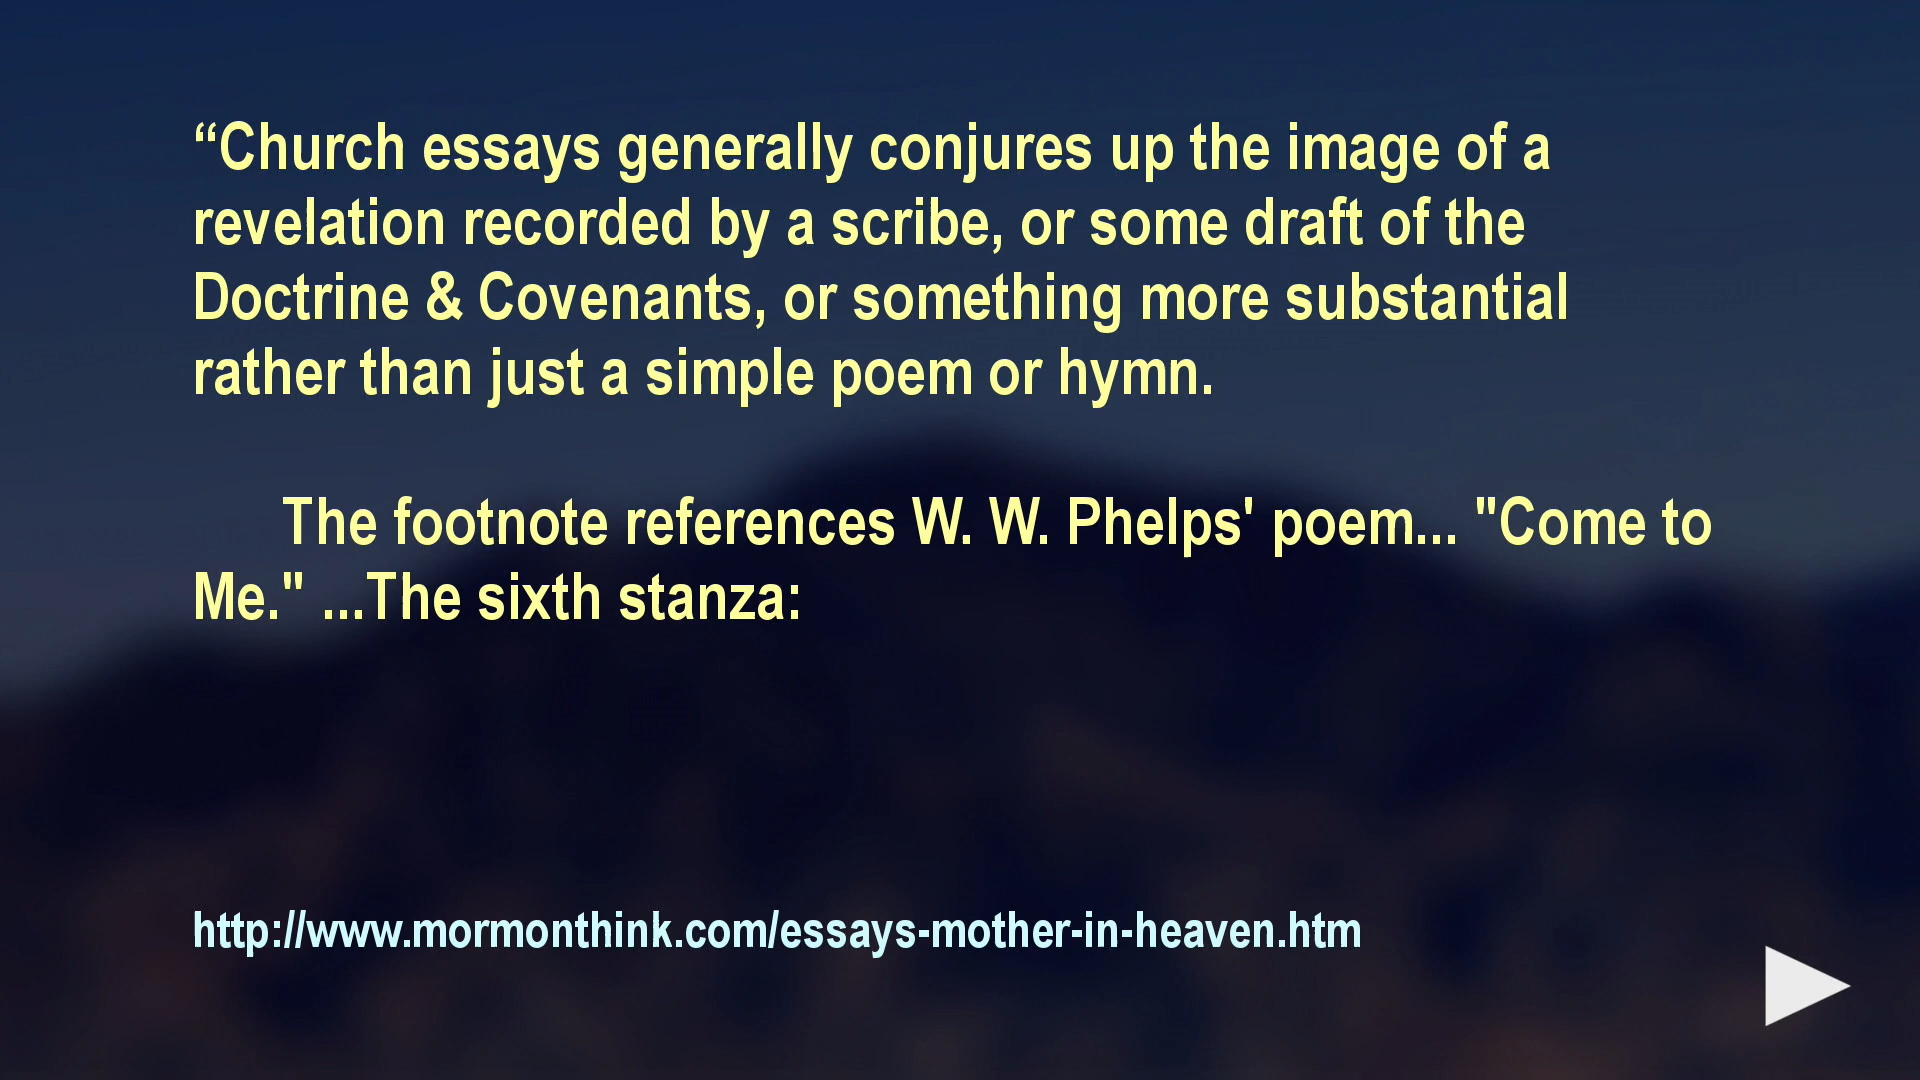 “Church essays generally conjures up the image of a
revelation recorded by a scribe, or some draft of the
Doctrine & Covenants, or something more substantial
rather than just a simple poem or hymn.
The footnote references W. W. Phelps' poem... "Come to
Me." ...The sixth stanza:
http://www.mormonthink.com/essays-mother-in-heaven.htm